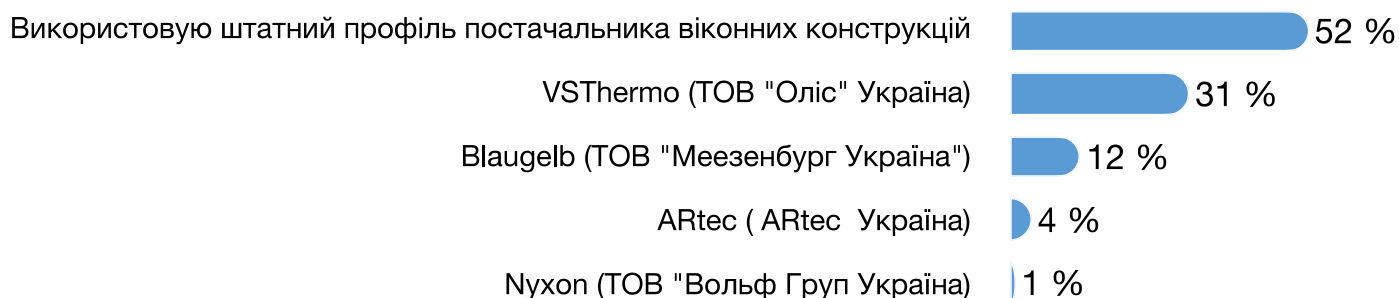 Використовую штатний профіль постачальника віконних конструкцій 52 %
VSThermo (ТОВ "Оліс" Україна) 31 %
Blaugelb (ТОВ "Меезенбург Україна") 12 %
ARtec ( ARtec  Україна) 4 %
Nyxon (ТОВ "Вольф Груп Україна) 1 %